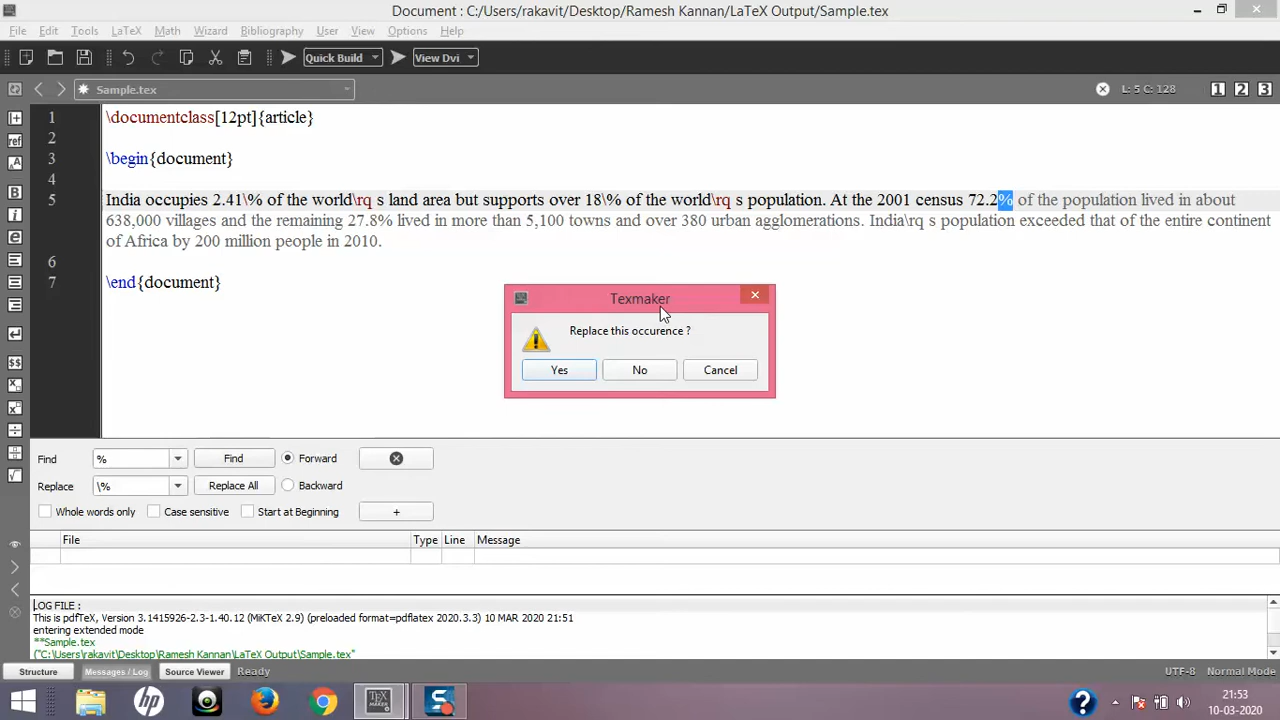 Document : C:/Users/rakavit/Desktop/Ramesh Kannan/LaTeX Output/Sample.tex
File Edit Tools LaTeX Math Wizard Bibliography User View Options Help
Quick Build View Dvi
Sample.tex L: 5 C: 128 1 2 3
1 \documentclass[12pt]{article}
2
3 \begin{document}
4
5 India occupies 2.41\% of the world\rq s land area but supports over 18\% of the world\rq s population. At the 2001 census 72.2% of the population lived in about
638,000 villages and the remaining 27.8% lived in more than 5,100 towns and over 380 urban agglomerations. India\rq s population exceeded that of the entire continent
of Africa by 200 million people in 2010.
6
7 \end{document}
Texmaker
Replace this occurence ?
Yes No Cancel
Find % Find Forward
Replace \% Replace All Backward
Whole words only Case sensitive Start at Beginning +
File Type Line Message
LOG FILE :
This is pdfTeX, Version 3.1415926-2.3-1.40.12 (MiKTeX 2.9) (preloaded format=pdflatex 2020.3.3) 10 MAR 2020 21:51
entering extended mode
**Sample.tex
("C:\Users\rakavit\Desktop\Ramesh Kannan\LaTeX Output\Sample.tex"
Structure Messages / Log Source Viewer Ready UTF-8 Normal Mode
21:53
10-03-2020